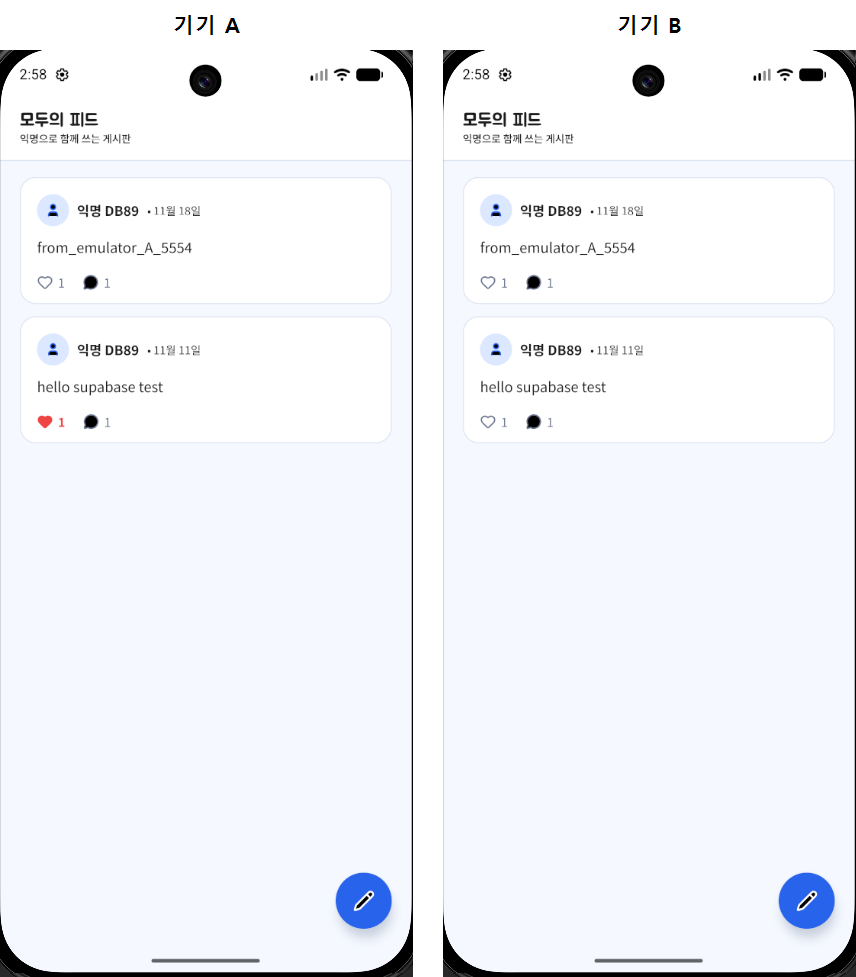 기기 A
2:58
모두의 피드
익명으로 함께 쓰는 게시판
익명 DB89 • 11월 18일
from_emulator_A_5554
1 1
익명 DB89 • 11월 11일
hello supabase test
1 1
기기 B
2:58
모두의 피드
익명으로 함께 쓰는 게시판
익명 DB89 • 11월 18일
from_emulator_A_5554
1 1
익명 DB89 • 11월 11일
hello supabase test
1 1